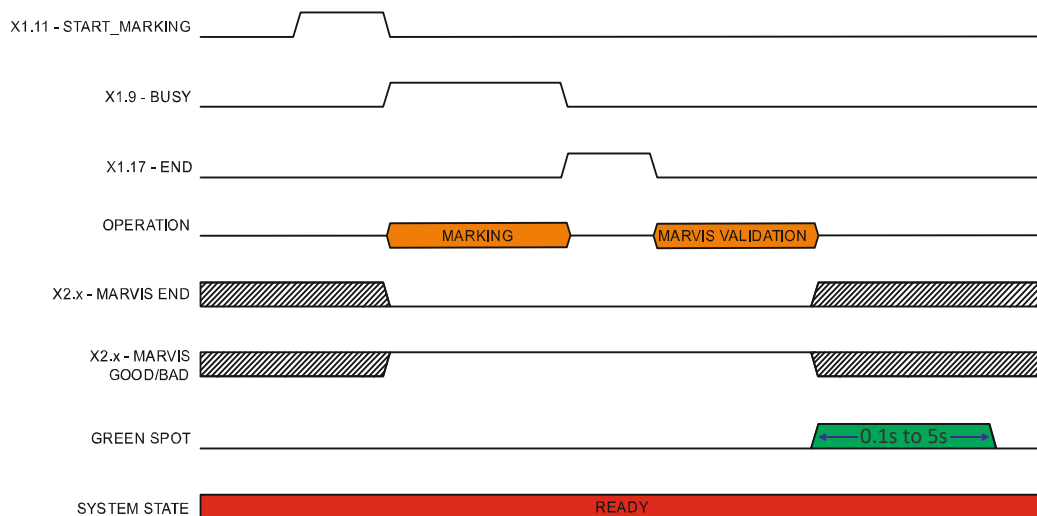 X1.11 - START_MARKING
X1.9 - BUSY
X1.17 - END
OPERATION
MARKING
MARVIS VALIDATION
X2.x - MARVIS END
X2.x - MARVIS
GOOD/BAD
GREEN SPOT
0.1s to 5s
SYSTEM STATE
READY